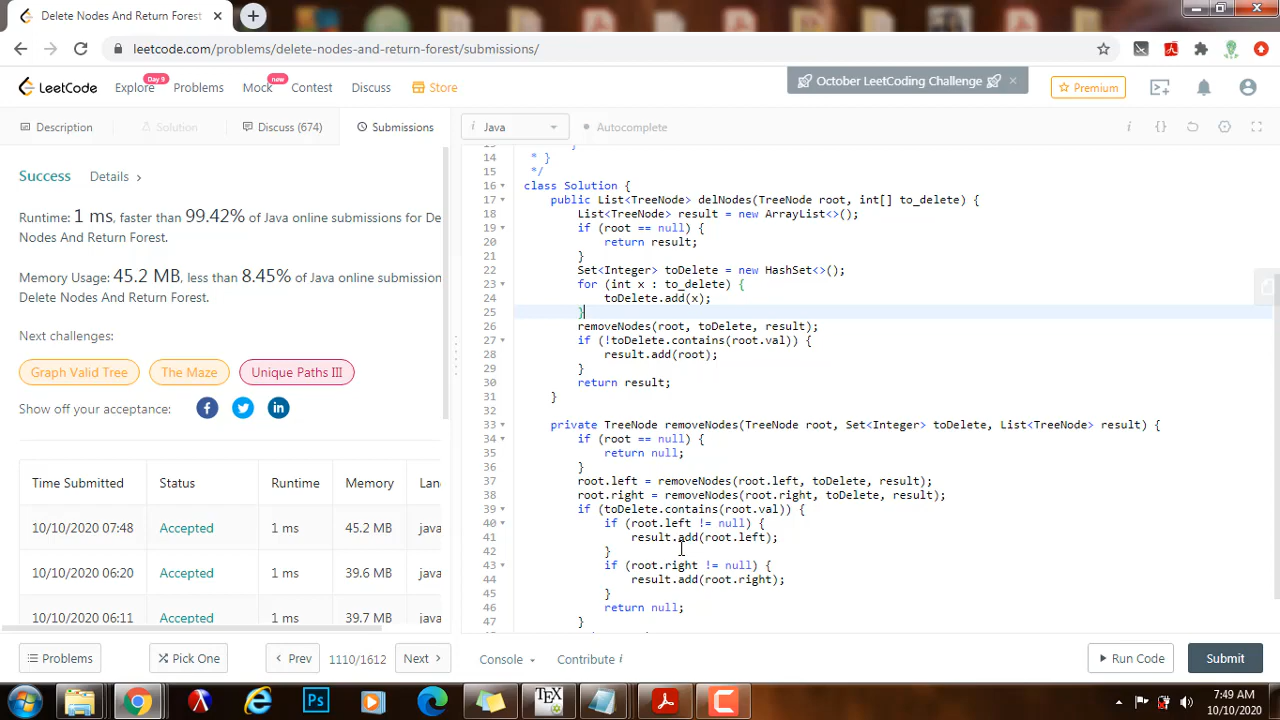 Delete Nodes And Return Forest
leetcode.com/problems/delete-nodes-and-return-forest/submissions/
LeetCode
Explore
Day 9
Problems
Mock
new
Contest
Discuss
Store
October LeetCoding Challenge
Premium
Description
Solution
Discuss (674)
Submissions
Java
Autocomplete
Success
Details
Runtime: 1 ms, faster than 99.42% of Java online submissions for De
Nodes And Return Forest.
Memory Usage: 45.2 MB, less than 8.45% of Java online submissions
Delete Nodes And Return Forest.
Next challenges:
Graph Valid Tree
The Maze
Unique Paths III
Show off your acceptance:
Time Submitted Status Runtime Memory Lan
10/10/2020 07:48 Accepted 1 ms 45.2 MB java
10/10/2020 06:20 Accepted 1 ms 39.6 MB java
10/10/2020 06:11 Accepted 1 ms 39.7 MB java
14 * }
15 */
16 class Solution {
17 public List<TreeNode> delNodes(TreeNode root, int[] to_delete) {
18 List<TreeNode> result = new ArrayList<>();
19 if (root == null) {
20 return result;
21 }
22 Set<Integer> toDelete = new HashSet<>();
23 for (int x : to_delete) {
24 toDelete.add(x);
25 }
26 removeNodes(root, toDelete, result);
27 if (!toDelete.contains(root.val)) {
28 result.add(root);
29 }
30 return result;
31 }
32
33 private TreeNode removeNodes(TreeNode root, Set<Integer> toDelete, List<TreeNode> result) {
34 if (root == null) {
35 return null;
36 }
37 root.left = removeNodes(root.left, toDelete, result);
38 root.right = removeNodes(root.right, toDelete, result);
39 if (toDelete.contains(root.val)) {
40 if (root.left != null) {
41 result.add(root.left);
42 }
43 if (root.right != null) {
44 result.add(root.right);
45 }
46 return null;
47 }
Problems
Pick One
Prev
1110/1612
Next
Console
Contribute i
Run Code
Submit
7:49 AM
10/10/2020